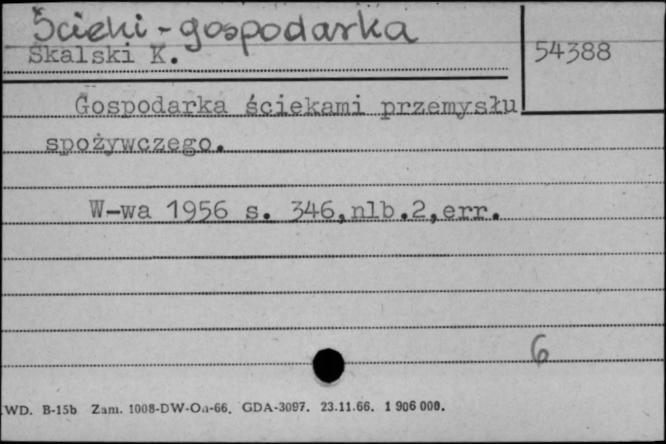 Ścieki - gospodarka
Skalski K.
54388
Gospodarka ściekami przemysłu
spożywczego.
W-wa 1956 s. 346,nlb.2,err.
6
WD. B-15b Zam. 1008-DW-Oa-66. GDA-3097. 23.11.66. 1 906 000.